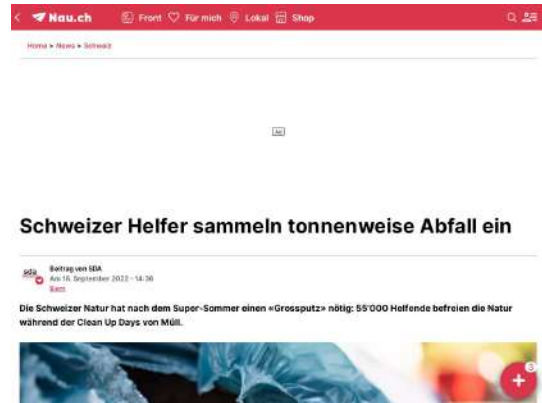 Nau.ch Front Für mich Lokal Shop
Home > News > Schweiz
Ad
Schweizer Helfer sammeln tonnenweise Abfall ein
sda
Beitrag von SDA
Am 16. September 2022 - 14:36
Bern
Die Schweizer Natur hat nach dem Super-Sommer einen «Grossputz» nötig: 55'000 Helfende befreien die Natur
während der Clean Up Days von Müll.
3